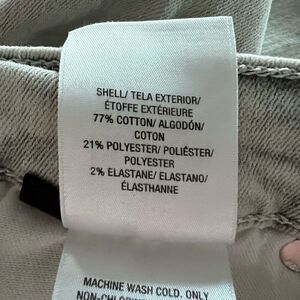 SHELL/ TELA EXTERIOR/
ÉTOFFE EXTÉRIEURE
77% COTTON/ ALGODÓN/
COTON
21% POLYESTER/ POLIÉSTER/
POLYESTER
2% ELASTANE/ ELASTANO/
ÉLASTHANNE
MACHINE WASH COLD. ONLY